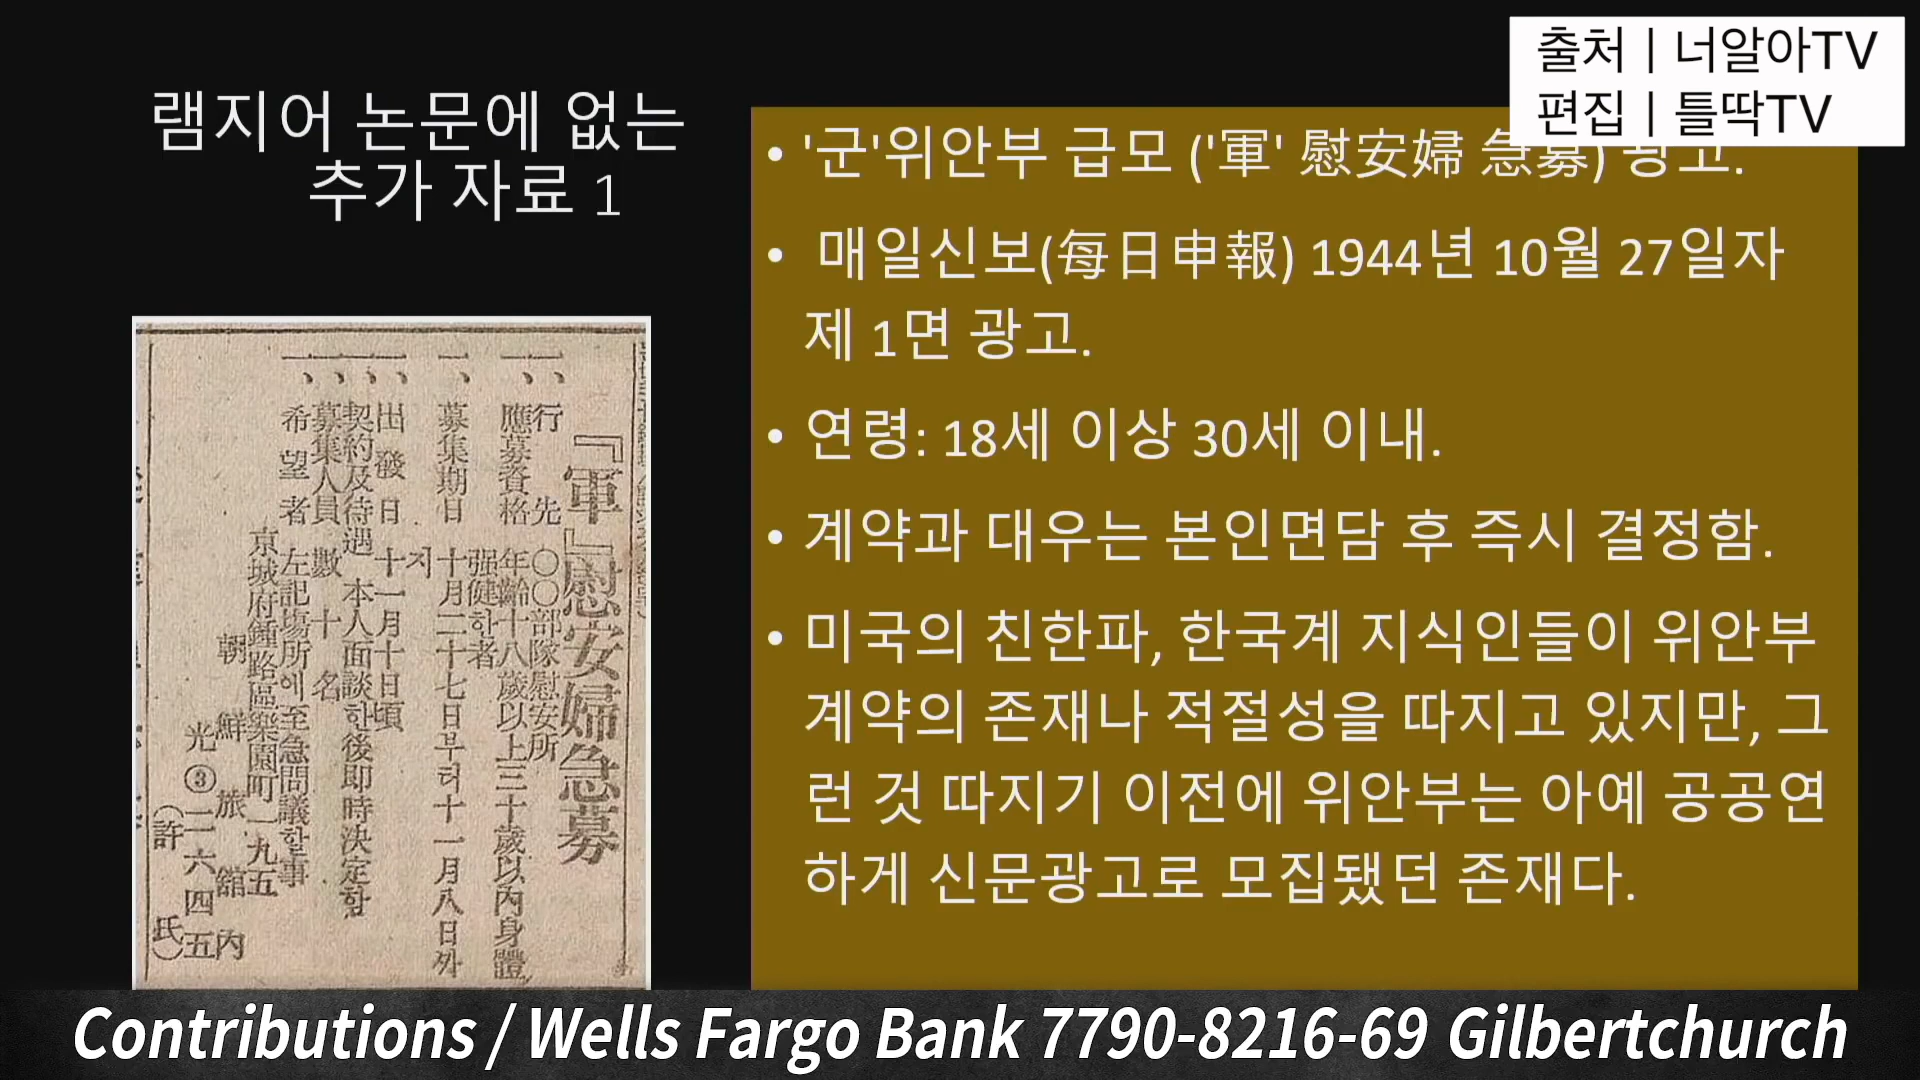 출처 | 너알아TV
편집 | 틀딱TV
램지어 논문에 없는
추가 자료 1
• '군'위안부 급모 ('軍' 慰安婦 急募) 광고.
• 매일신보(每日申報) 1944년 10월 27일자
제 1면 광고.
• 연령: 18세 이상 30세 이내.
• 계약과 대우는 본인면담 후 즉시 결정함.
• 미국의 친한파, 한국계 지식인들이 위안부
계약의 존재나 적절성을 따지고 있지만, 그
런 것 따지기 이전에 위안부는 아예 공공연
하게 신문광고로 모집됐던 존재다.
『軍』慰安婦急募
一、行先 〇〇部隊慰安所
一、應募資格 年齡十八歲以上三十歲以內身體
强健한者
一、募集期日 十月二十七日부터十一月八日까
지
一、出發日 十一月十日頃
一、契約及待遇 本人面談한後即時決定함
一、募集人員 數十名
一、希望者 左記場所에至急問議할事
京城府鍾路區樂園町一九五
朝鮮旅館內
光③二六四五
(許氏)
Contributions / Wells Fargo Bank 7790-8216-69 Gilbertchurch